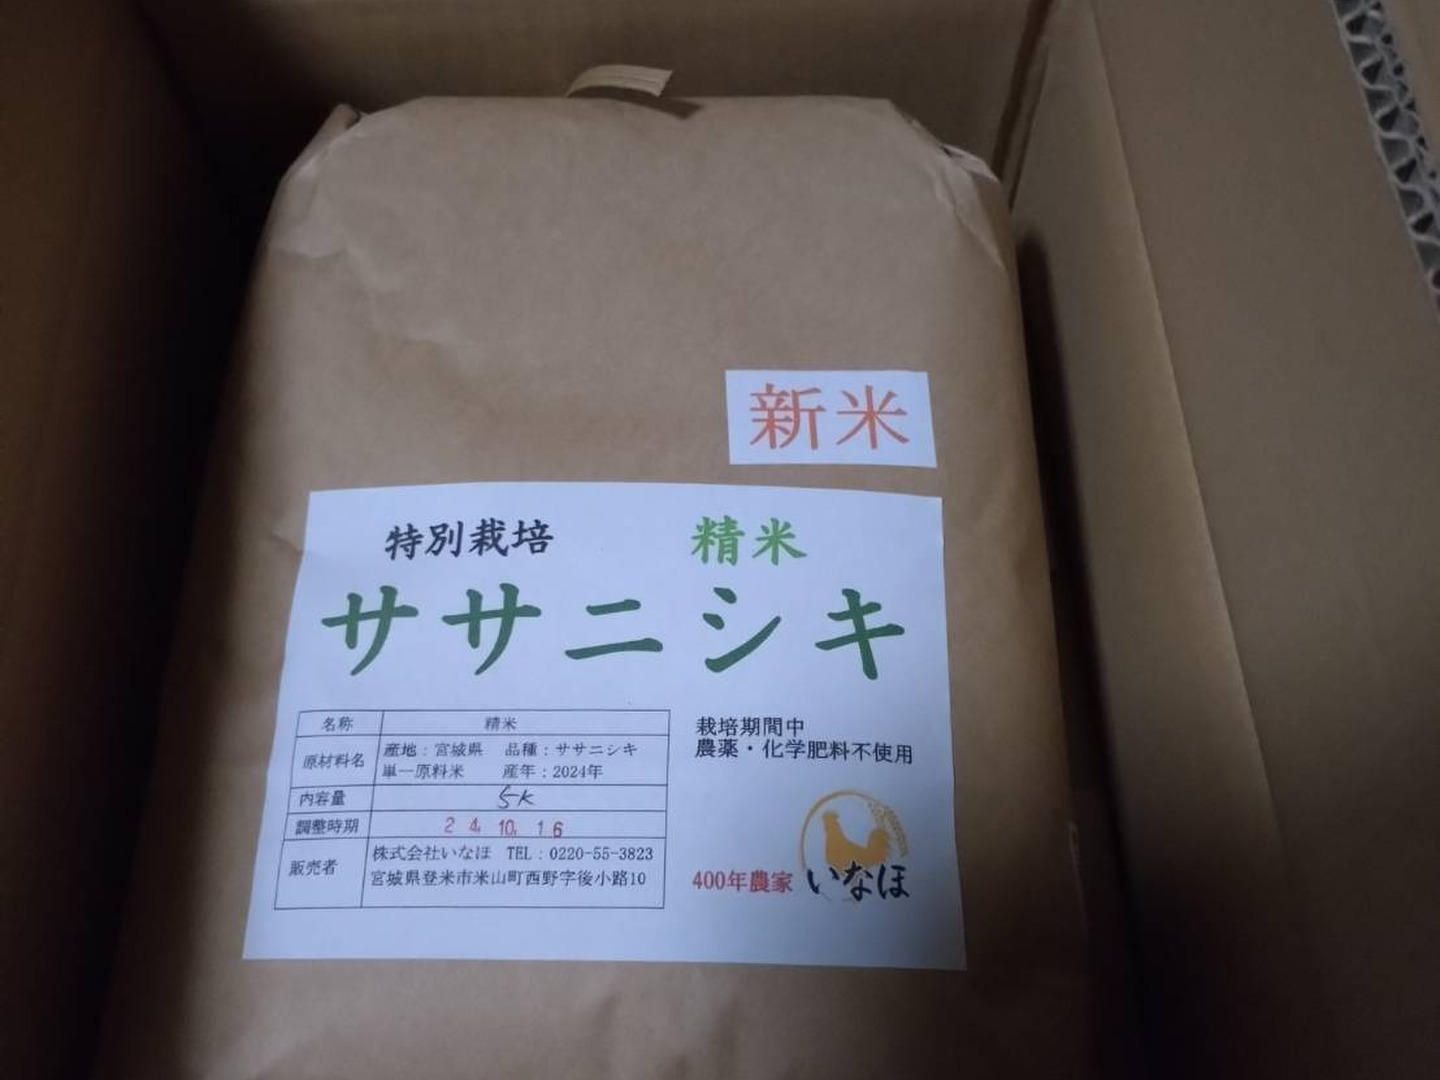 新米
特別栽培 精米
ササニシキ
名称 精米
原材料名 産地：宮城県 品種：ササニシキ
単一原料米 産年：2024年
内容量 5K
調整時期 24.10.16
販売者 株式会社いなほ TEL：0220-55-3823
宮城県登米市米山町西野字後小路10
栽培期間中
農薬・化学肥料不使用
400年農家 いなほ